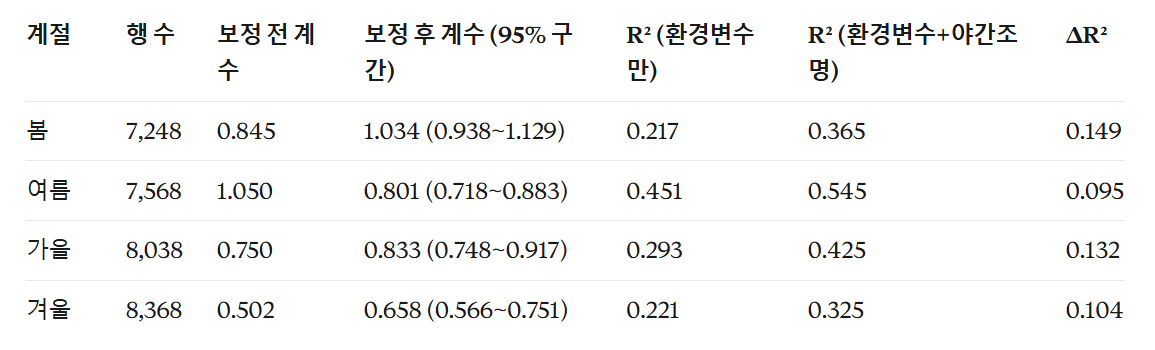 계절 행 수 보정 전 계수 보정 후 계수 (95% 구간) R² (환경변수만) R² (환경변수+야간조명) ΔR²
봄 7,248 0.845 1.034 (0.938~1.129) 0.217 0.365 0.149
여름 7,568 1.050 0.801 (0.718~0.883) 0.451 0.545 0.095
가을 8,038 0.750 0.833 (0.748~0.917) 0.293 0.425 0.132
겨울 8,368 0.502 0.658 (0.566~0.751) 0.221 0.325 0.104